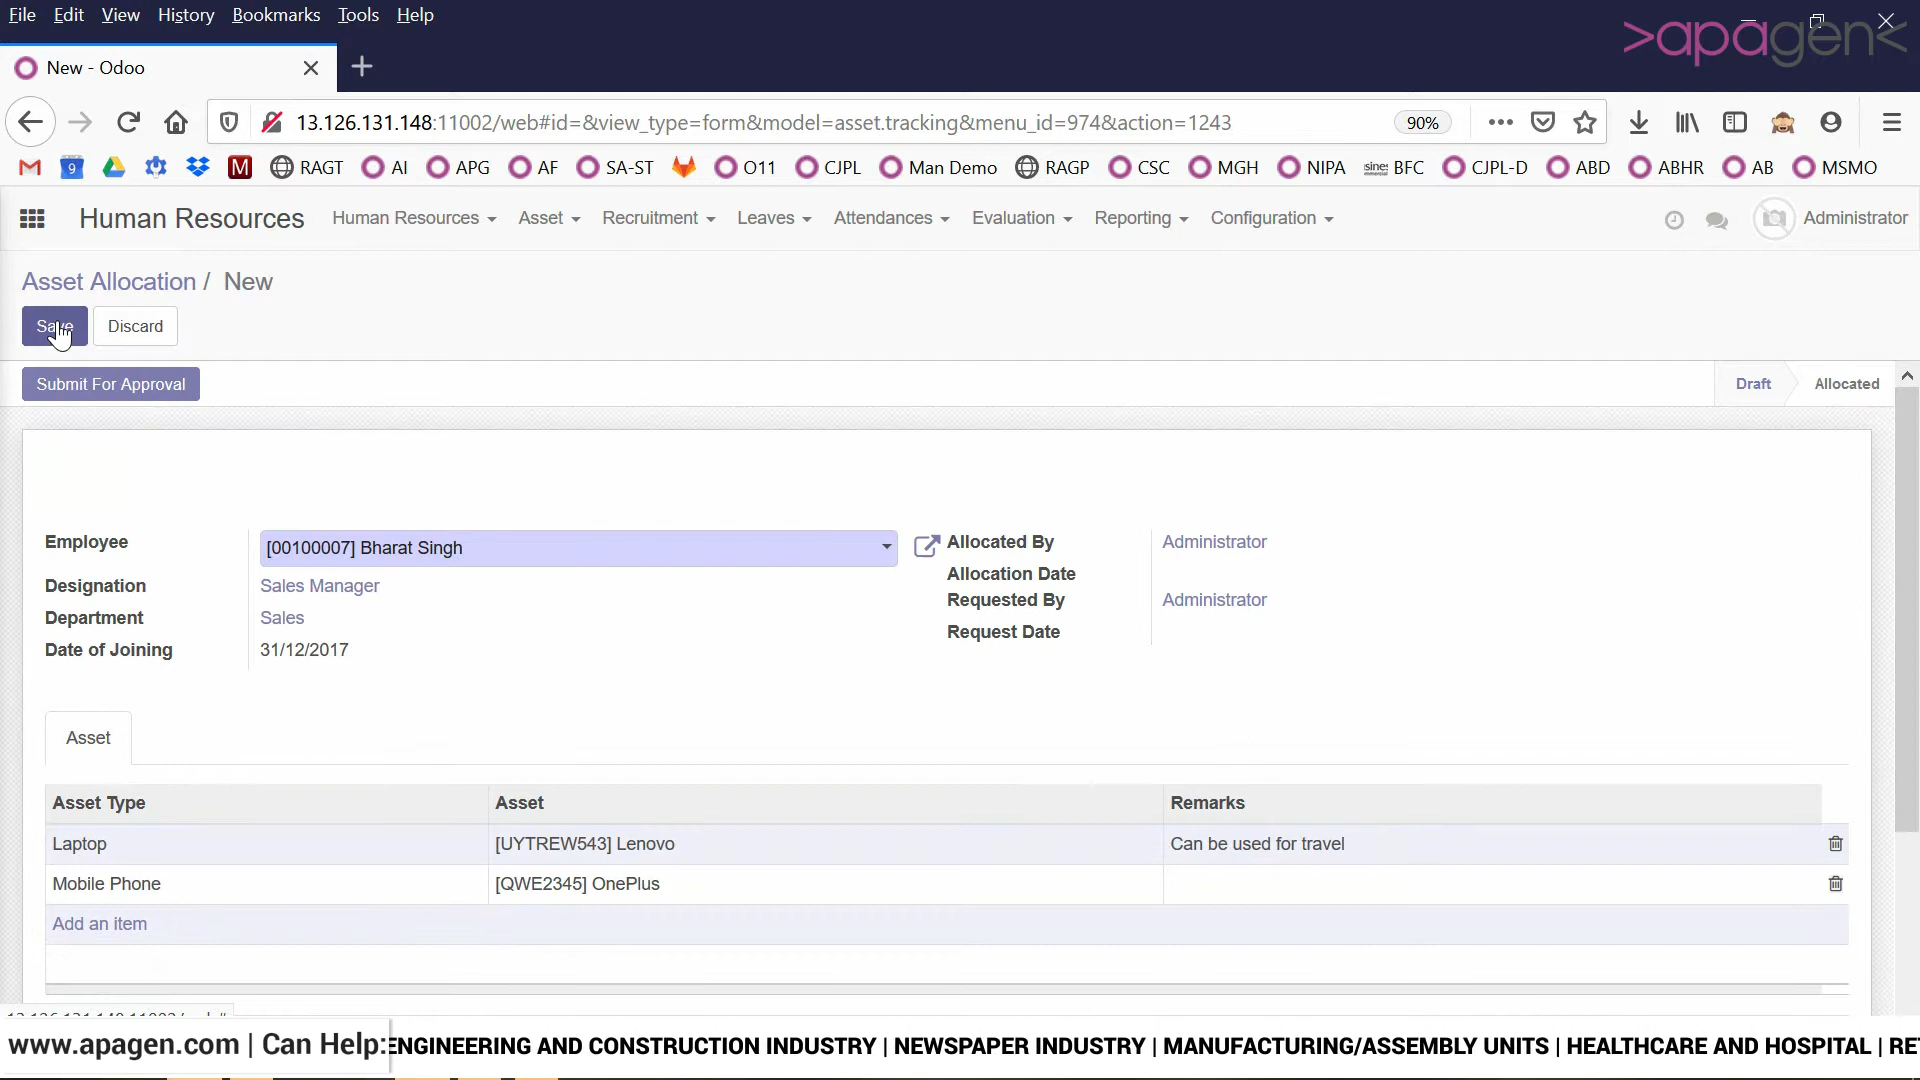 File Edit View History Bookmarks Tools Help
>apagen<
New - Odoo
13.126.131.148:11002/web#id=&view_type=form&model=asset.tracking&menu_id=974&action=1243 90%
9 M RAGT AI APG AF SA-ST O11 CJPL Man Demo RAGP CSC MGH NIPA BFC CJPL-D ABD ABHR AB MSMO
Human Resources Human Resources Asset Recruitment Leaves Attendances Evaluation Reporting Configuration Administrator
Asset Allocation / New
Save Discard
Submit For Approval Draft Allocated
Employee [00100007] Bharat Singh Allocated By Administrator
Allocation Date
Designation Sales Manager Requested By Administrator
Department Sales Request Date
Date of Joining 31/12/2017
Asset
Asset Type Asset Remarks
Laptop [UYTREW543] Lenovo Can be used for travel
Mobile Phone [QWE2345] OnePlus
Add an item
www.apagen.com | Can Help: ENGINEERING AND CONSTRUCTION INDUSTRY | NEWSPAPER INDUSTRY | MANUFACTURING/ASSEMBLY UNITS | HEALTHCARE AND HOSPITAL | RE